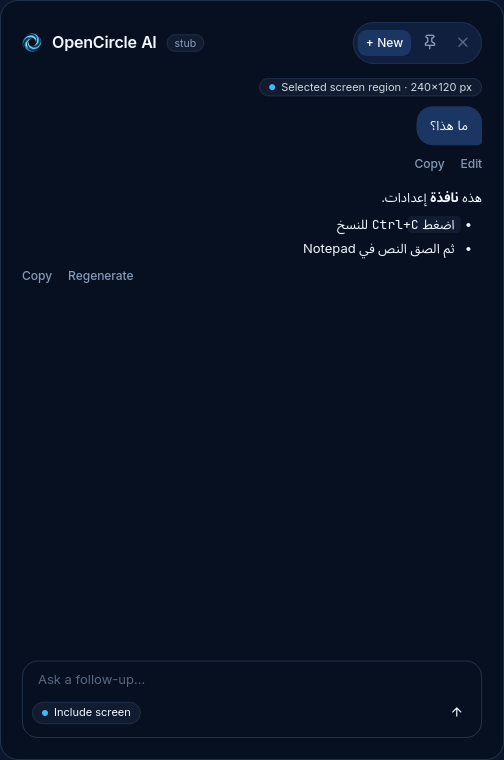 OpenCircle AI stub + New
Selected screen region · 240×120 px
ما هذا؟
Copy Edit
هذه نافذة إعدادات.
• اضغط Ctrl+C للنسخ
• ثم الصق النص في Notepad
Copy Regenerate
Ask a follow-up...
Include screen